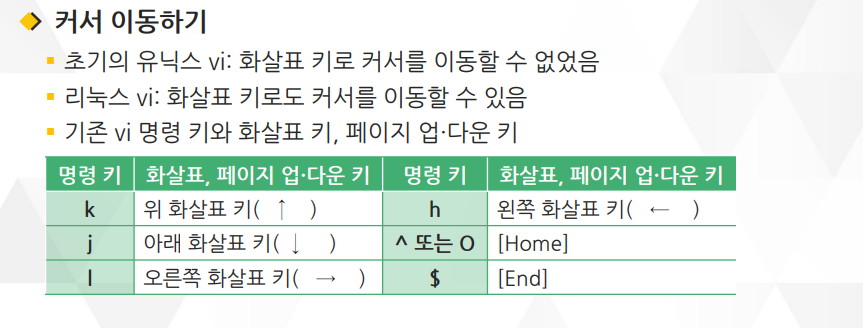 커서 이동하기
초기의 유닉스 vi: 화살표 키로 커서를 이동할 수 없었음
리눅스 vi: 화살표 키로도 커서를 이동할 수 있음
기존 vi 명령 키와 화살표 키, 페이지 업·다운 키
명령 키 화살표, 페이지 업·다운 키 명령 키 화살표, 페이지 업·다운 키
k 위 화살표 키( ↑ ) h 왼쪽 화살표 키( ← )
j 아래 화살표 키( ↓ ) ^ 또는 O [Home]
l 오른쪽 화살표 키( → ) $ [End]